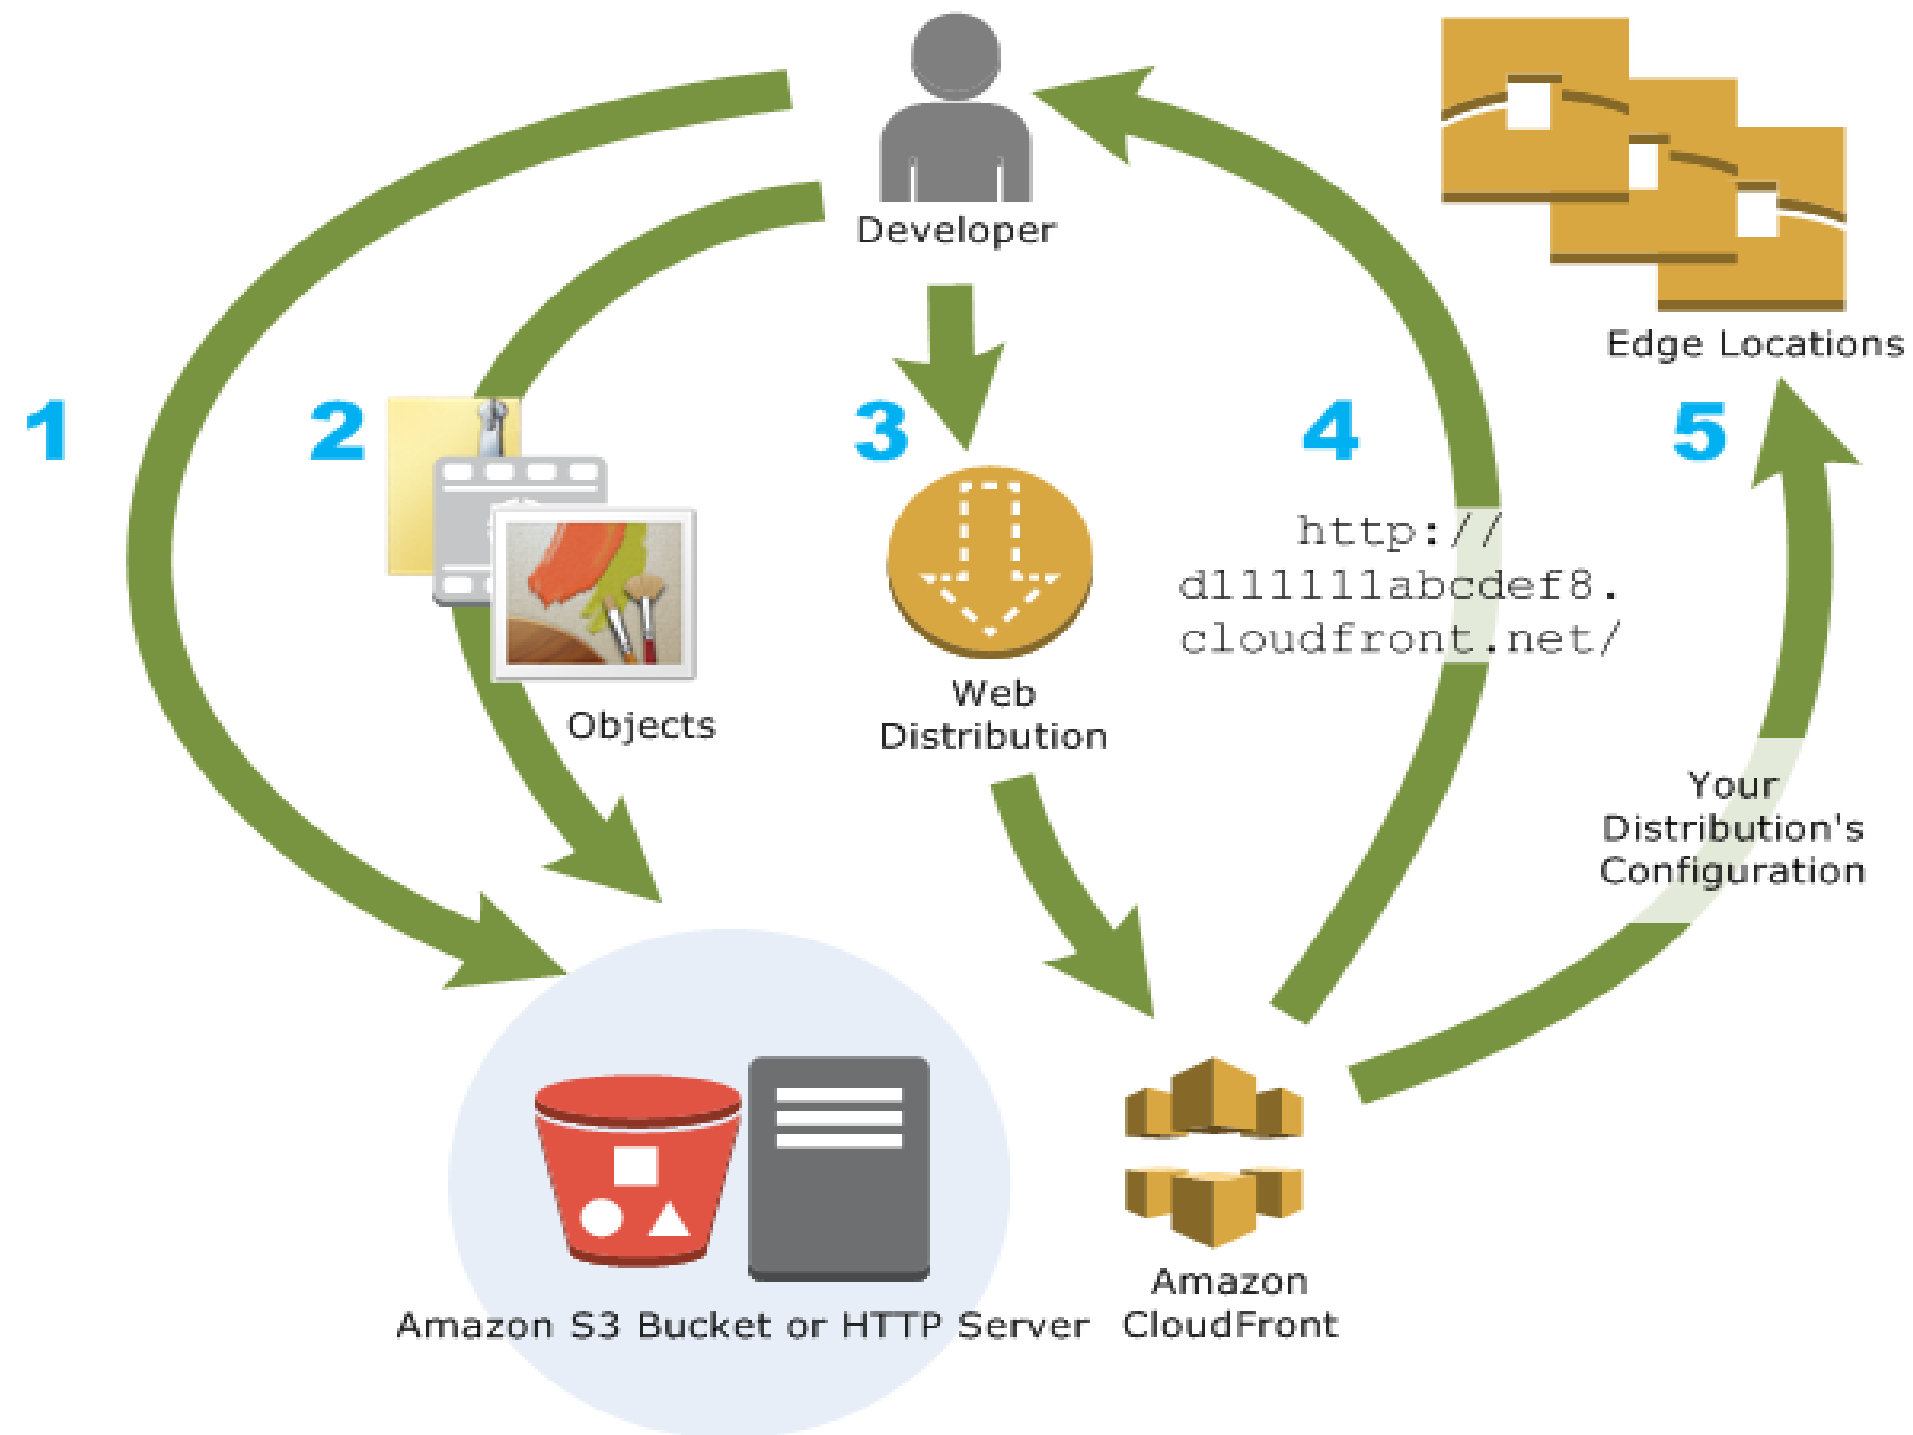 Developer
Edge Locations
1
2
3
4
5
http://
d111111abcdef8.
cloudfront.net/
Objects
Web
Distribution
Your
Distribution's
Configuration
Amazon S3 Bucket or HTTP Server
Amazon
CloudFront